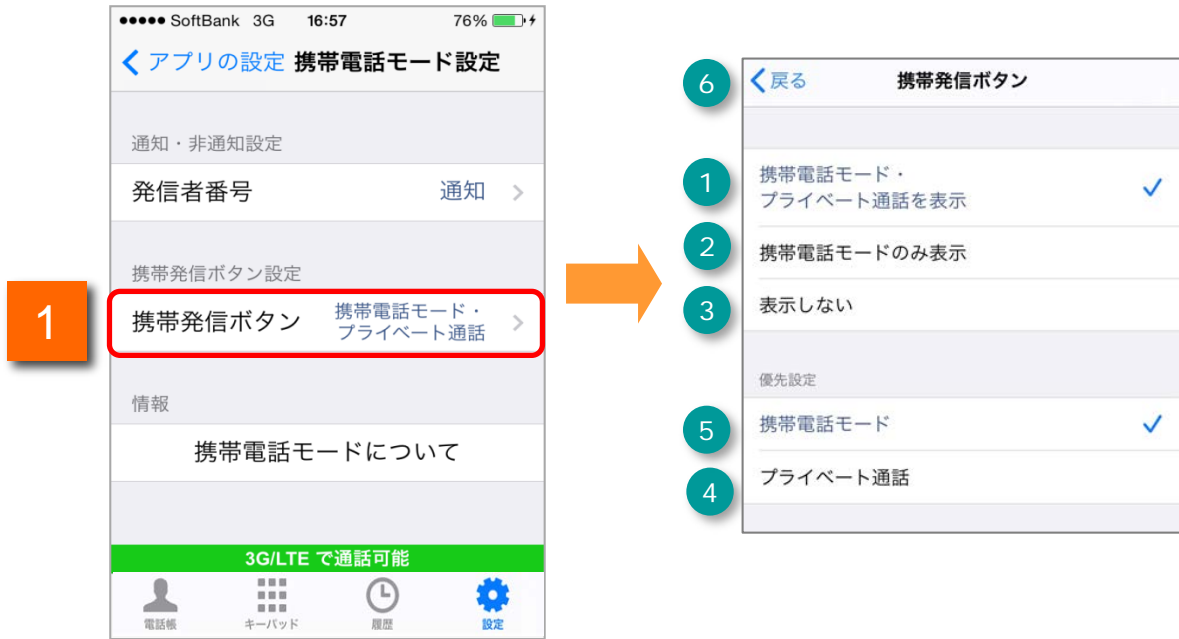 ●●●●● SoftBank 3G 16:57 76%
アプリの設定 携帯電話モード設定
通知・非通知設定
発信者番号 通知
携帯発信ボタン設定
1
携帯発信ボタン 携帯電話モード・
プライベート通話
情報
携帯電話モードについて
3G/LTE で通話可能
電話帳 キーパッド 履歴 設定
6 戻る 携帯発信ボタン
1 携帯電話モード・
プライベート通話を表示
2 携帯電話モードのみ表示
3 表示しない
優先設定
5 携帯電話モード
4 プライベート通話